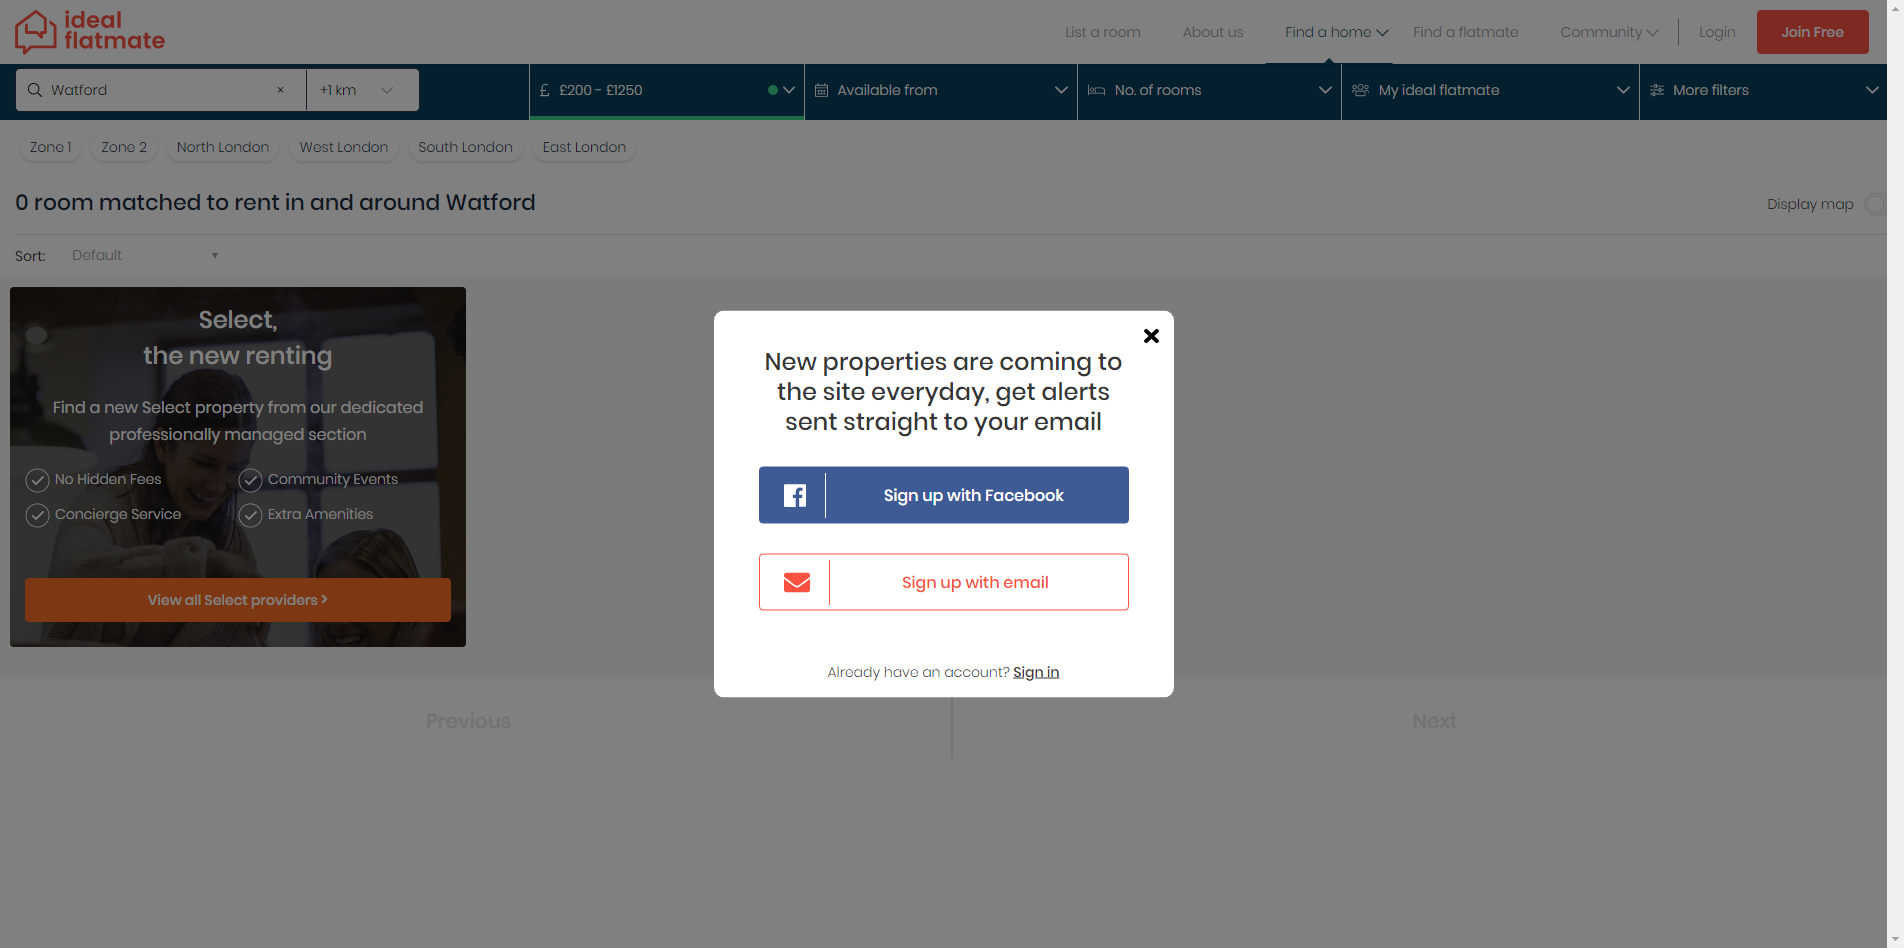 ideal
flatmate
List a room
About us
Find a home
Find a flatmate
Community
Login
Join Free
Watford
×
+1 km
£ £200 - £1250
Available from
No. of rooms
My ideal flatmate
More filters
Zone 1
Zone 2
North London
West London
South London
East London
0 room matched to rent in and around Watford
Display map
Sort:
Default
Select,
the new renting
Find a new Select property from our dedicated
professionally managed section
No Hidden Fees
Community Events
Concierge Service
Extra Amenities
View all Select providers
New properties are coming to
the site everyday, get alerts
sent straight to your email
Sign up with Facebook
Sign up with email
Already have an account? Sign in
Previous
Next